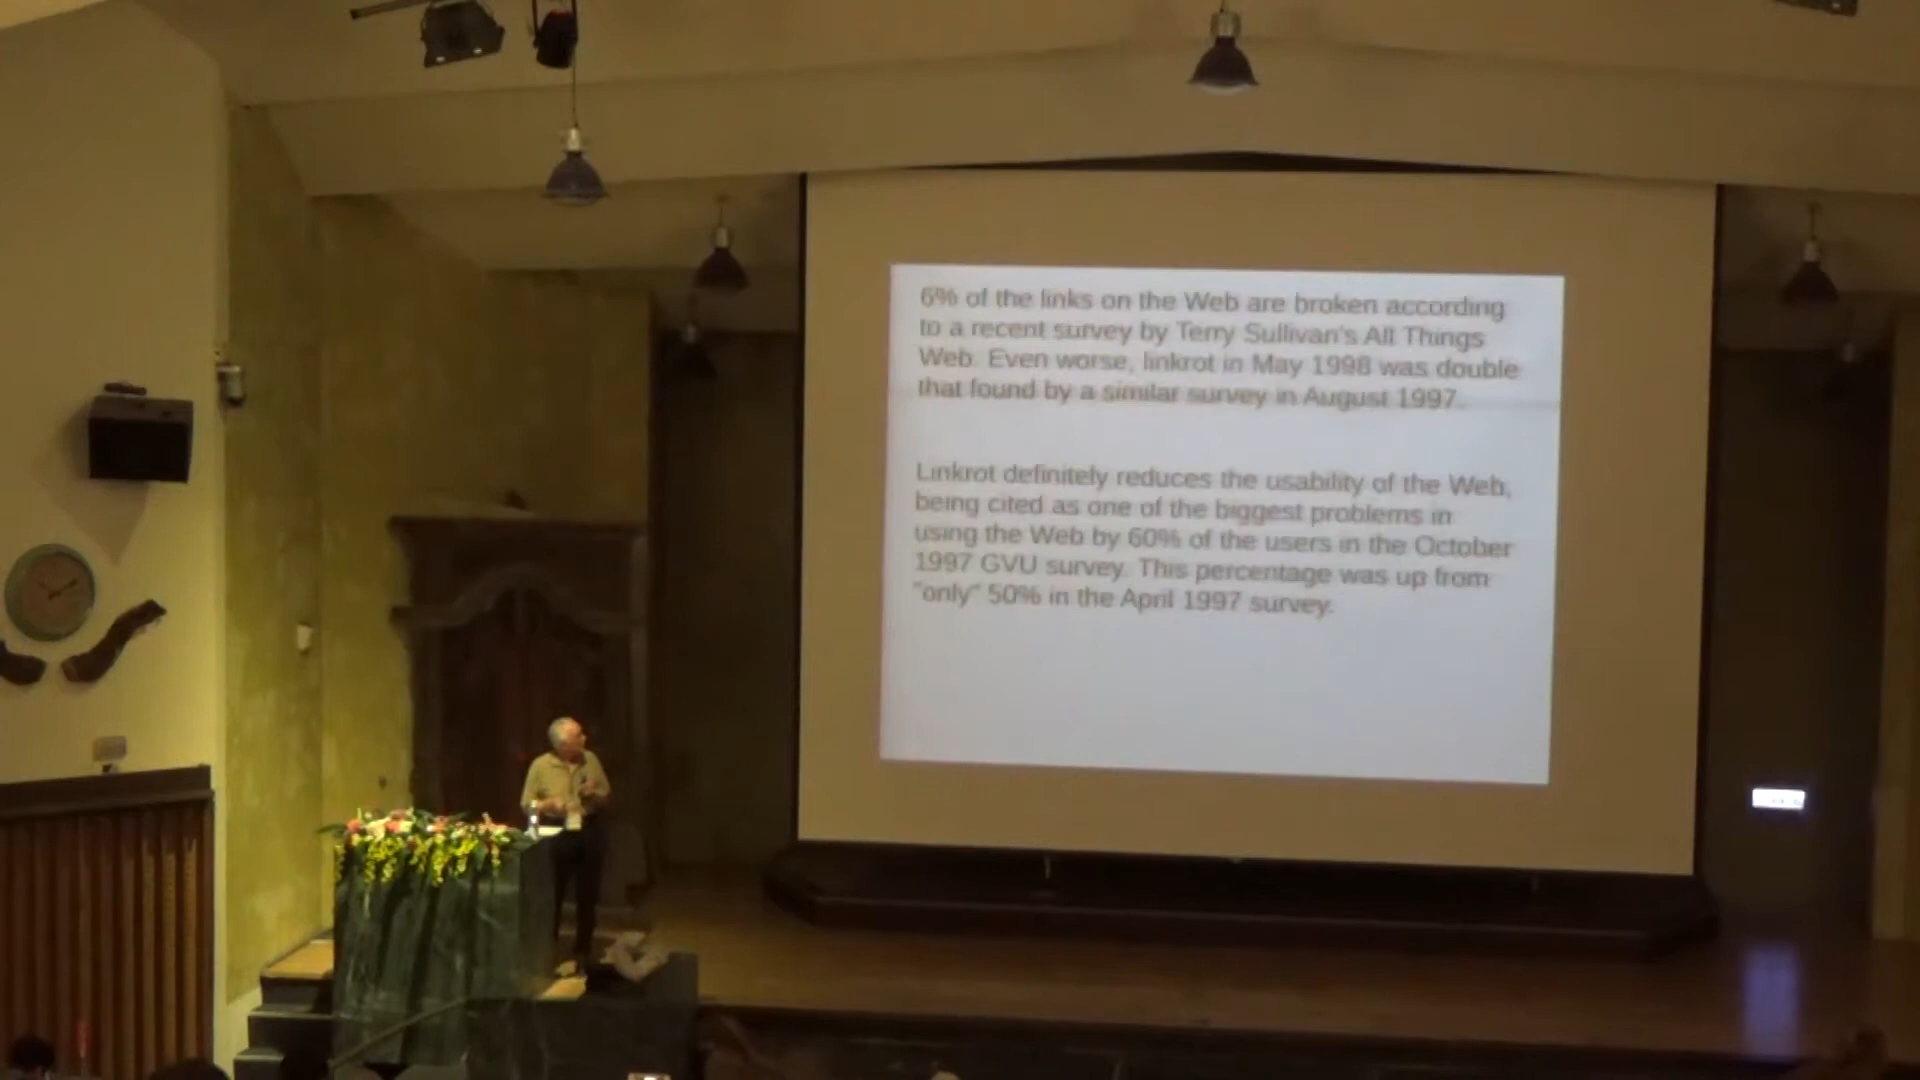 6% of the links on the Web are broken according
to a recent survey by Terry Sullivan's All Things
Web. Even worse, linkrot in May 1998 was double
that found by a similar survey in August 1997.
Linkrot definitely reduces the usability of the Web,
being cited as one of the biggest problems in
using the Web by 60% of the users in the October
1997 GVU survey. This percentage was up from
"only" 50% in the April 1997 survey.